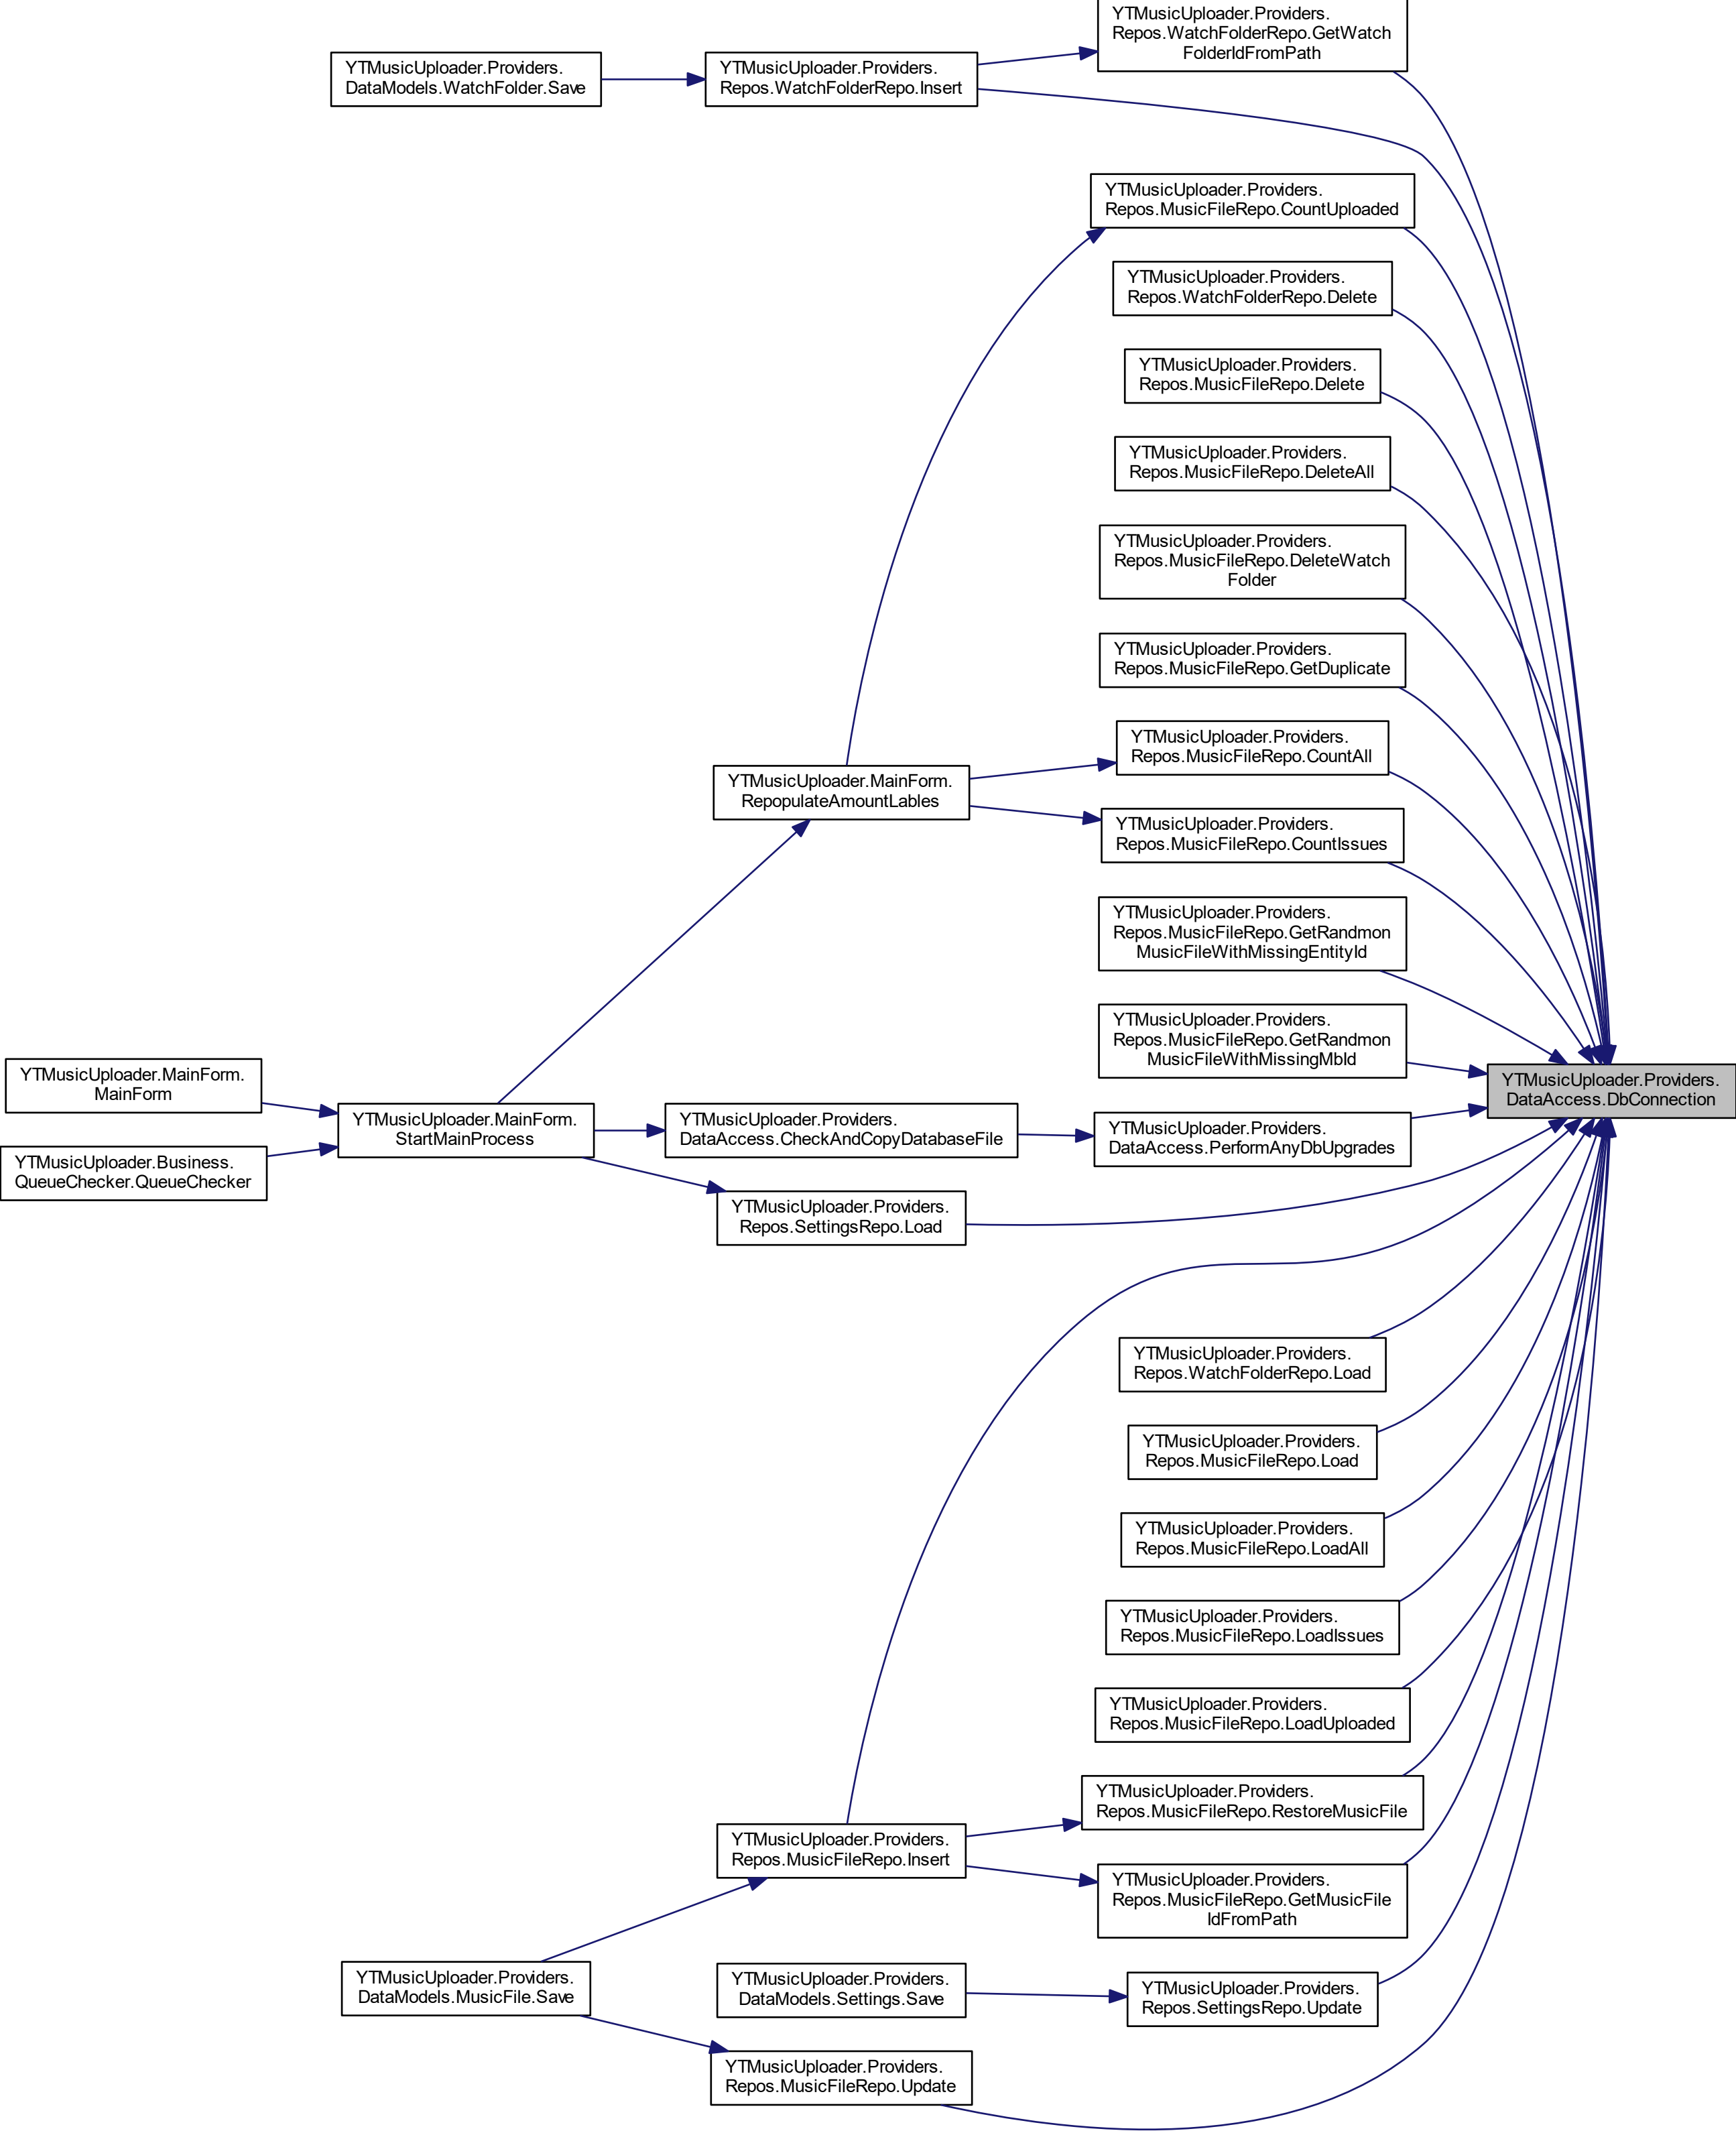 YTMusicUploader.Providers.
Repos.WatchFolderRepo.GetWatch
FolderIdFromPath
YTMusicUploader.Providers.
DataModels.WatchFolder.Save
YTMusicUploader.Providers.
Repos.WatchFolderRepo.Insert
YTMusicUploader.Providers.
Repos.MusicFileRepo.CountUploaded
YTMusicUploader.Providers.
Repos.WatchFolderRepo.Delete
YTMusicUploader.Providers.
Repos.MusicFileRepo.Delete
YTMusicUploader.Providers.
Repos.MusicFileRepo.DeleteAll
YTMusicUploader.Providers.
Repos.MusicFileRepo.DeleteWatch
Folder
YTMusicUploader.Providers.
Repos.MusicFileRepo.GetDuplicate
YTMusicUploader.Providers.
Repos.MusicFileRepo.CountAll
YTMusicUploader.MainForm.
RepopulateAmountLables
YTMusicUploader.Providers.
Repos.MusicFileRepo.CountIssues
YTMusicUploader.Providers.
Repos.MusicFileRepo.GetRandmon
MusicFileWithMissingEntityId
YTMusicUploader.Providers.
Repos.MusicFileRepo.GetRandmon
MusicFileWithMissingMbId
YTMusicUploader.Providers.
DataAccess.DbConnection
YTMusicUploader.MainForm.
MainForm
YTMusicUploader.MainForm.
StartMainProcess
YTMusicUploader.Providers.
DataAccess.CheckAndCopyDatabaseFile
YTMusicUploader.Providers.
DataAccess.PerformAnyDbUpgrades
YTMusicUploader.Business.
QueueChecker.QueueChecker
YTMusicUploader.Providers.
Repos.SettingsRepo.Load
YTMusicUploader.Providers.
Repos.WatchFolderRepo.Load
YTMusicUploader.Providers.
Repos.MusicFileRepo.Load
YTMusicUploader.Providers.
Repos.MusicFileRepo.LoadAll
YTMusicUploader.Providers.
Repos.MusicFileRepo.LoadIssues
YTMusicUploader.Providers.
Repos.MusicFileRepo.LoadUploaded
YTMusicUploader.Providers.
Repos.MusicFileRepo.RestoreMusicFile
YTMusicUploader.Providers.
Repos.MusicFileRepo.Insert
YTMusicUploader.Providers.
Repos.MusicFileRepo.GetMusicFile
IdFromPath
YTMusicUploader.Providers.
DataModels.MusicFile.Save
YTMusicUploader.Providers.
DataModels.Settings.Save
YTMusicUploader.Providers.
Repos.SettingsRepo.Update
YTMusicUploader.Providers.
Repos.MusicFileRepo.Update